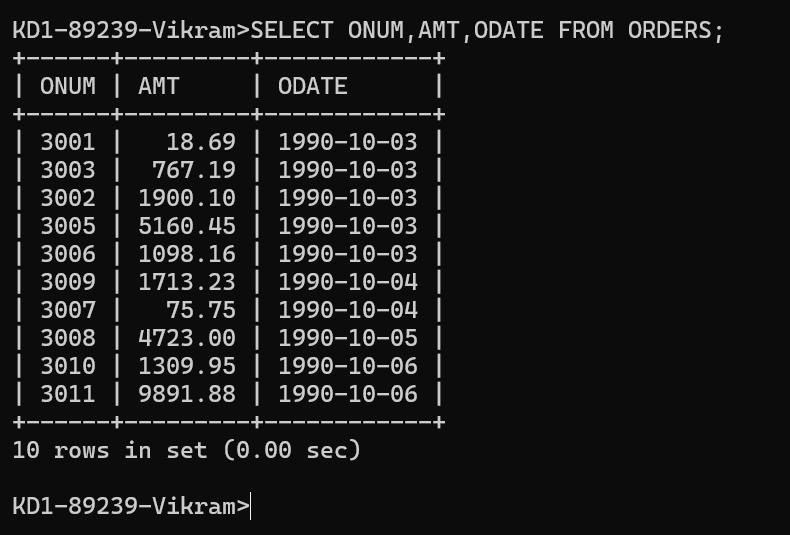 KD1-89239-Vikram>SELECT ONUM,AMT,ODATE FROM ORDERS;
+------+---------+------------+
| ONUM | AMT     | ODATE      |
+------+---------+------------+
| 3001 |   18.69 | 1990-10-03 |
| 3003 |  767.19 | 1990-10-03 |
| 3002 | 1900.10 | 1990-10-03 |
| 3005 | 5160.45 | 1990-10-03 |
| 3006 | 1098.16 | 1990-10-03 |
| 3009 | 1713.23 | 1990-10-04 |
| 3007 |   75.75 | 1990-10-04 |
| 3008 | 4723.00 | 1990-10-05 |
| 3010 | 1309.95 | 1990-10-06 |
| 3011 | 9891.88 | 1990-10-06 |
+------+---------+------------+
10 rows in set (0.00 sec)
KD1-89239-Vikram>